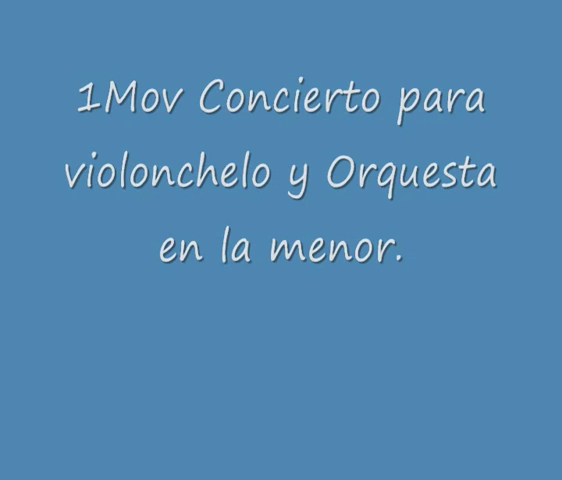 1Mov Concierto para
violonchelo y Orquesta
en la menor.